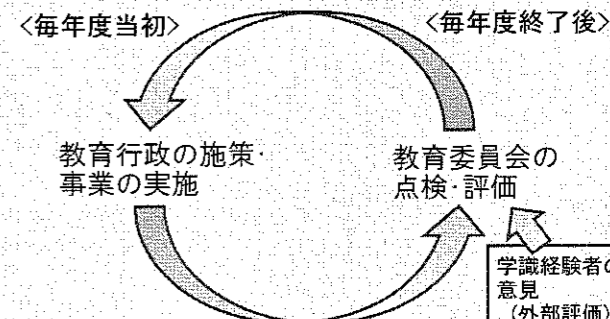 <毎年度当初>
<毎年度終了後>
教育行政の施策・
事業の実施
教育委員会の
点検・評価
学識経験者の
意見
(外部評価)